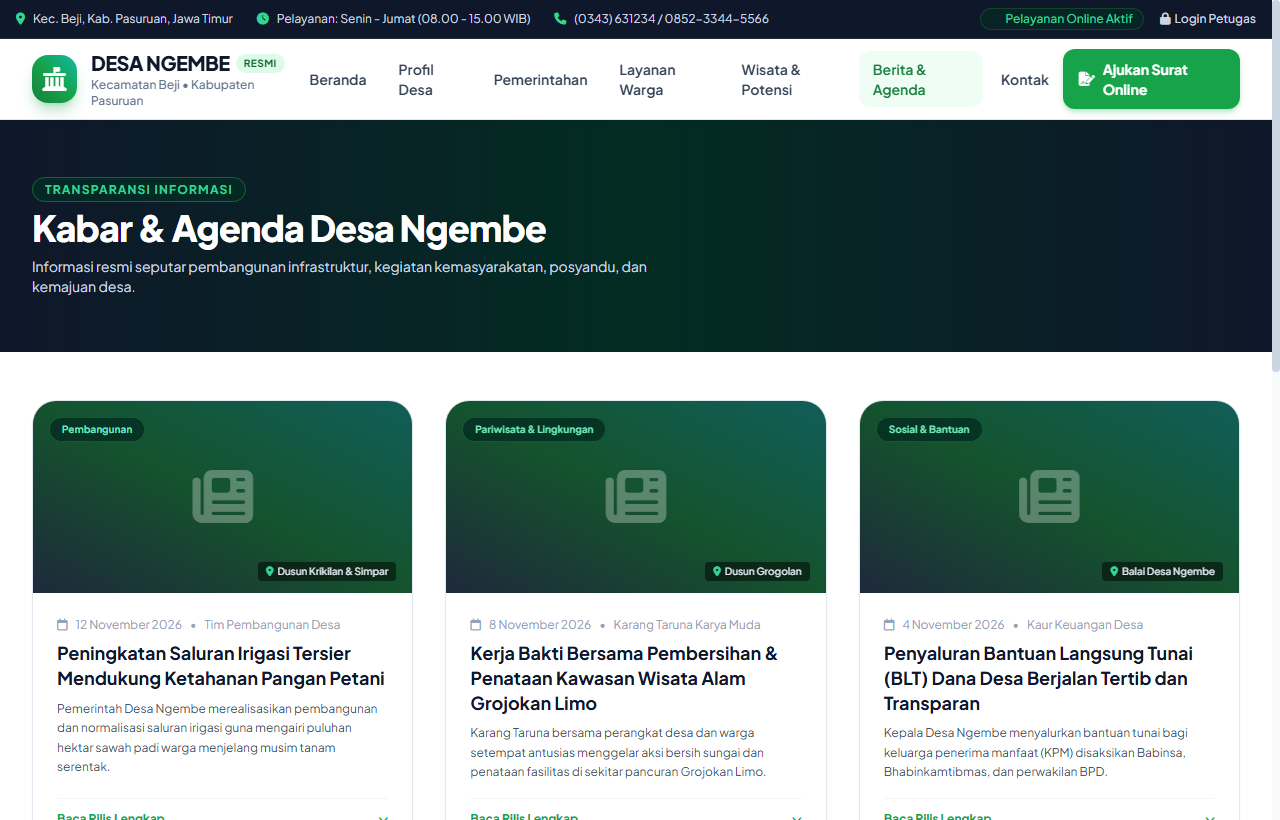 Kec. Beji, Kab. Pasuruan, Jawa Timur
Pelayanan: Senin - Jumat (08.00 - 15.00 WIB)
(0343) 631234 / 0852-3344-5566
Pelayanan Online Aktif
Login Petugas
DESA NGEMBE
RESMI
Kecamatan Beji • Kabupaten
Pasuruan
Beranda
Profil
Desa
Pemerintahan
Layanan
Warga
Wisata &
Potensi
Berita &
Agenda
Kontak
Ajukan Surat
Online
TRANSPARANSI INFORMASI
Kabar & Agenda Desa Ngembe
Informasi resmi seputar pembangunan infrastruktur, kegiatan kemasyarakatan, posyandu, dan
kemajuan desa.
Pembangunan
Dusun Krikilan & Simpar
12 November 2026 • Tim Pembangunan Desa
Peningkatan Saluran Irigasi Tersier
Mendukung Ketahanan Pangan Petani
Pemerintah Desa Ngembe merealisasikan pembangunan
dan normalisasi saluran irigasi guna mengairi puluhan
hektar sawah padi warga menjelang musim tanam
serentak.
Baca Rilis Lengkap
Pariwisata & Lingkungan
Dusun Grogolan
8 November 2026 • Karang Taruna Karya Muda
Kerja Bakti Bersama Pembersihan &
Penataan Kawasan Wisata Alam
Grojokan Limo
Karang Taruna bersama perangkat desa dan warga
setempat antusias menggelar aksi bersih sungai dan
penataan fasilitas di sekitar pancuran Grojokan Limo.
Baca Rilis Lengkap
Sosial & Bantuan
Balai Desa Ngembe
4 November 2026 • Kaur Keuangan Desa
Penyaluran Bantuan Langsung Tunai
(BLT) Dana Desa Berjalan Tertib dan
Transparan
Kepala Desa Ngembe menyalurkan bantuan tunai bagi
keluarga penerima manfaat (KPM) disaksikan Babinsa,
Bhabinkamtibmas, dan perwakilan BPD.
Baca Rilis Lengkap